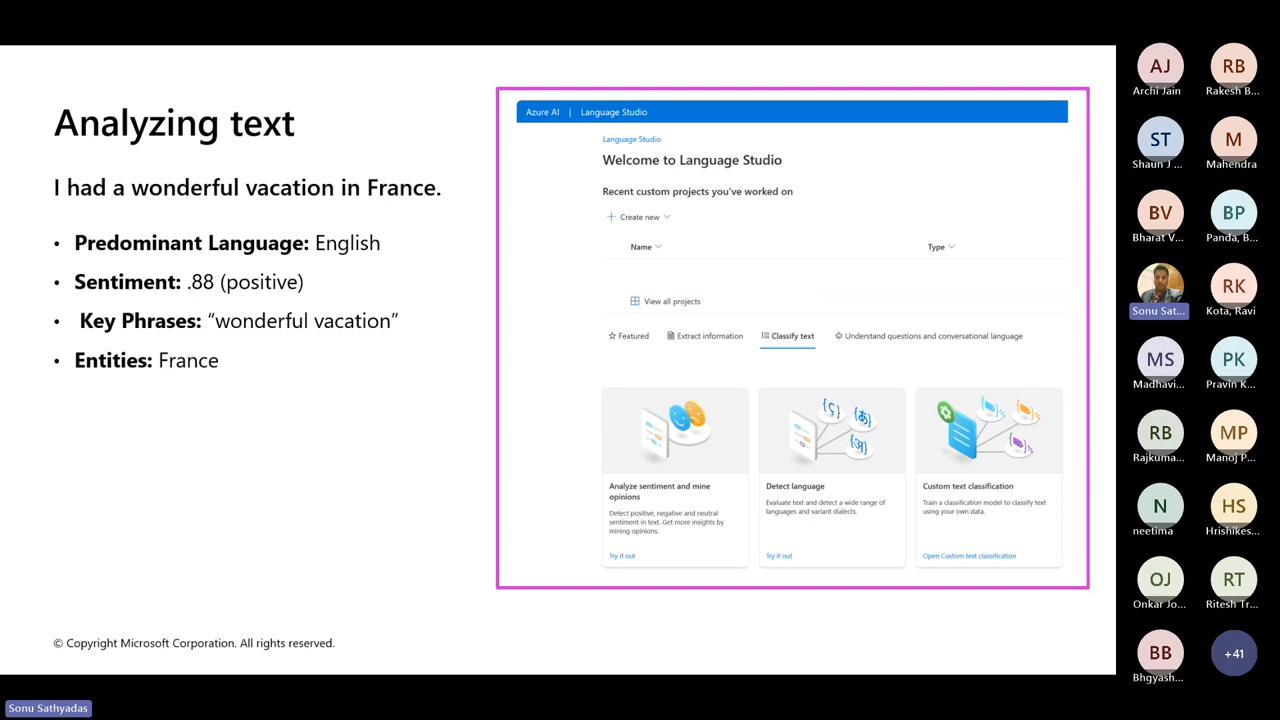 Analyzing text
I had a wonderful vacation in France.
• Predominant Language: English
• Sentiment: .88 (positive)
• Key Phrases: “wonderful vacation”
• Entities: France
© Copyright Microsoft Corporation. All rights reserved.
Azure AI | Language Studio
Language Studio
Welcome to Language Studio
Recent custom projects you've worked on
Create new
Name
Type
View all projects
Featured
Extract information
Classify text
Understand questions and conversational language
Analyze sentiment and mine
opinions
Detect positive, negative and neutral
sentiment in text. Get more insights by
mining opinions.
Try it out
Detect language
Evaluate text and detect a wide range of
languages and variant dialects.
Try it out
Custom text classification
Train a classification model to classify text
using your own data.
Open Custom text classification
AJ
Archi Jain
RB
Rakesh B...
ST
Shaun J ...
M
Mahendra
BV
Bharat V...
BP
Panda, B...
Sonu Sat...
RK
Kota, Ravi
MS
Madhavi...
PK
Pravin K...
RB
Rajkuma...
MP
Manoj P...
N
neetima
HS
Hrishikes...
OJ
Onkar Jo...
RT
Ritesh Tr...
BB
Bhgyash...
+41
Sonu Sathyadas